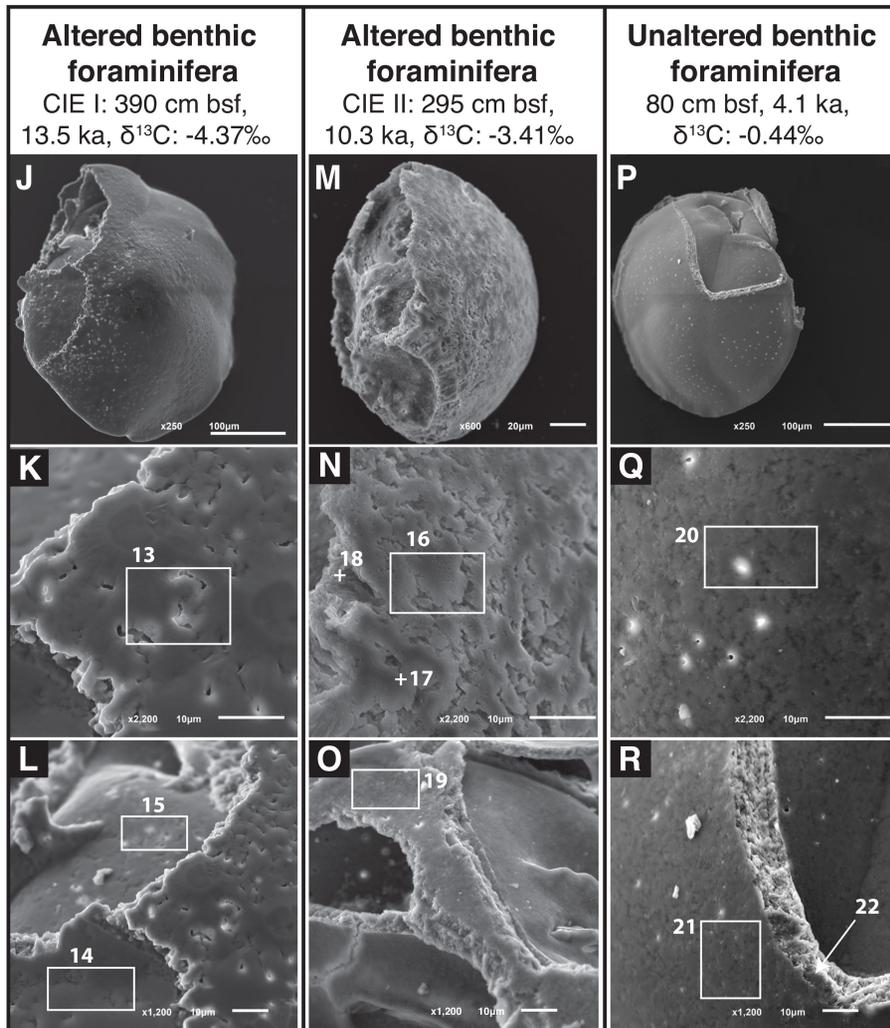 Altered benthic
foraminifera
CIE I: 390 cm bsf,
13.5 ka, δ¹³C: -4.37‰
Altered benthic
foraminifera
CIE II: 295 cm bsf,
10.3 ka, δ¹³C: -3.41‰
Unaltered benthic
foraminifera
80 cm bsf, 4.1 ka,
δ¹³C: -0.44‰
J
x250 100µm
M
x600 20µm
P
x250 100µm
K
13
x2,200 10µm
N
16
18
+
+17
x2,200 10µm
Q
20
x2,200 10µm
L
15
14
x1,200 10µm
O
19
x1,200 10µm
R
22
21
x1,200 10µm